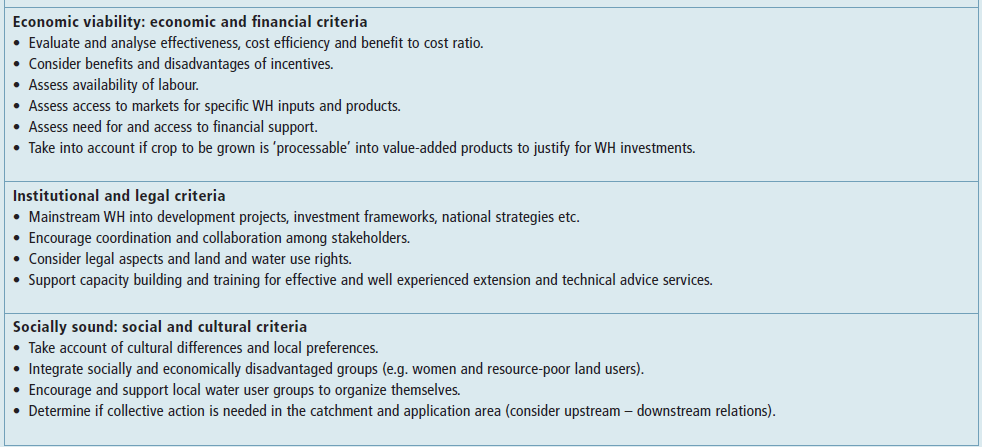 Economic viability: economic and financial criteria
• Evaluate and analyse effectiveness, cost efficiency and benefit to cost ratio.
• Consider benefits and disadvantages of incentives.
• Assess availability of labour.
• Assess access to markets for specific WH inputs and products.
• Assess need for and access to financial support.
• Take into account if crop to be grown is ‘processable’ into value-added products to justify for WH investments.
Institutional and legal criteria
• Mainstream WH into development projects, investment frameworks, national strategies etc.
• Encourage coordination and collaboration among stakeholders.
• Consider legal aspects and land and water use rights.
• Support capacity building and training for effective and well experienced extension and technical advice services.
Socially sound: social and cultural criteria
• Take account of cultural differences and local preferences.
• Integrate socially and economically disadvantaged groups (e.g. women and resource-poor land users).
• Encourage and support local water user groups to organize themselves.
• Determine if collective action is needed in the catchment and application area (consider upstream – downstream relations).